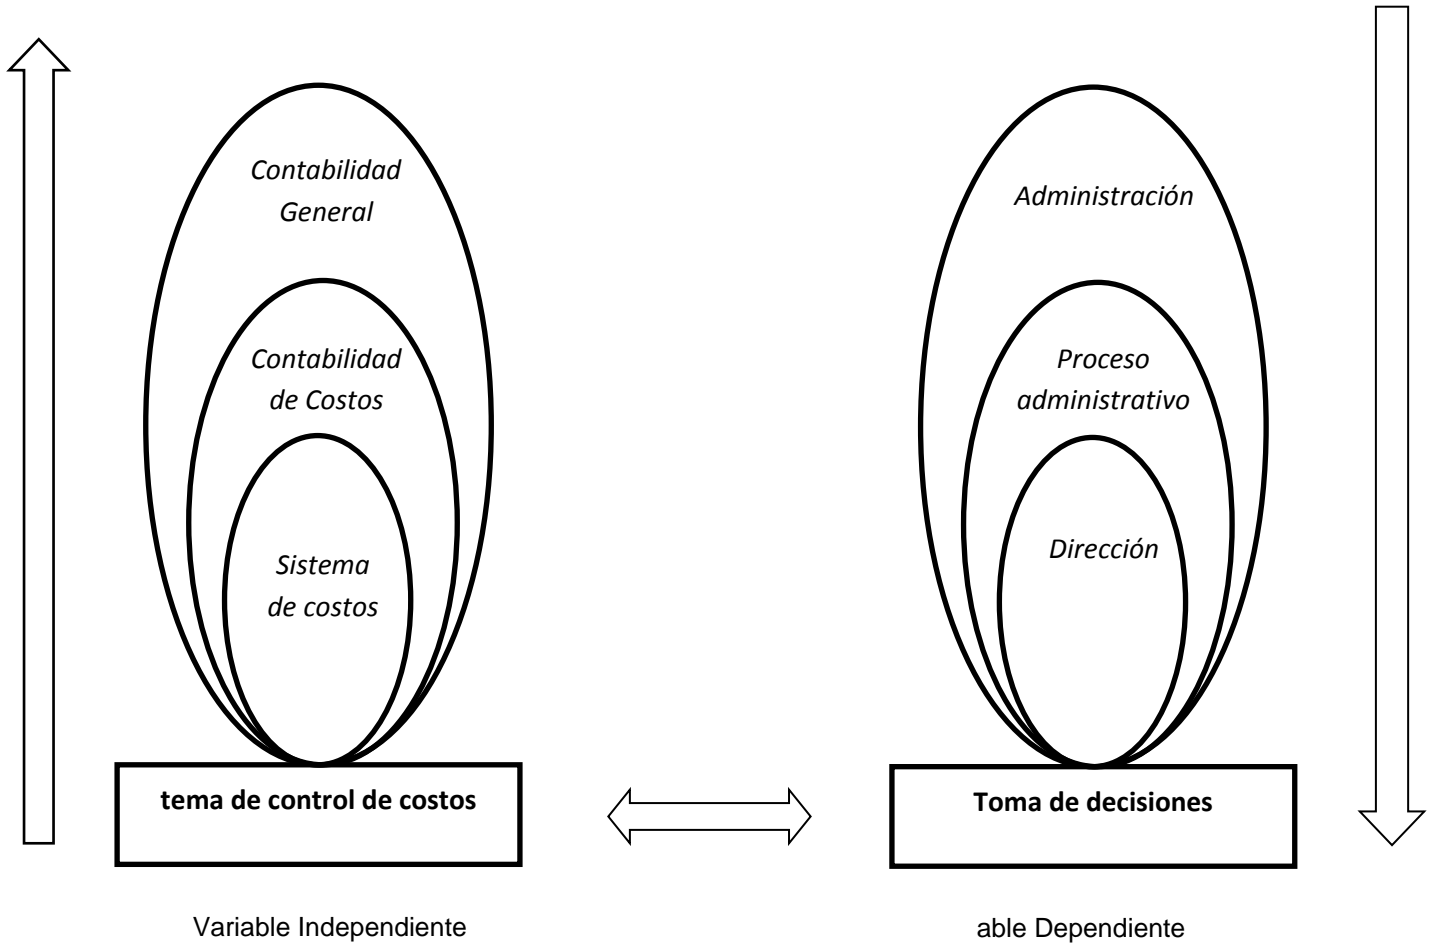 Contabilidad
General
Contabilidad
de Costos
Sistema
de costos
tema de control de costos
Variable Independiente
Administración
Proceso
administrativo
Dirección
Toma de decisiones
able Dependiente